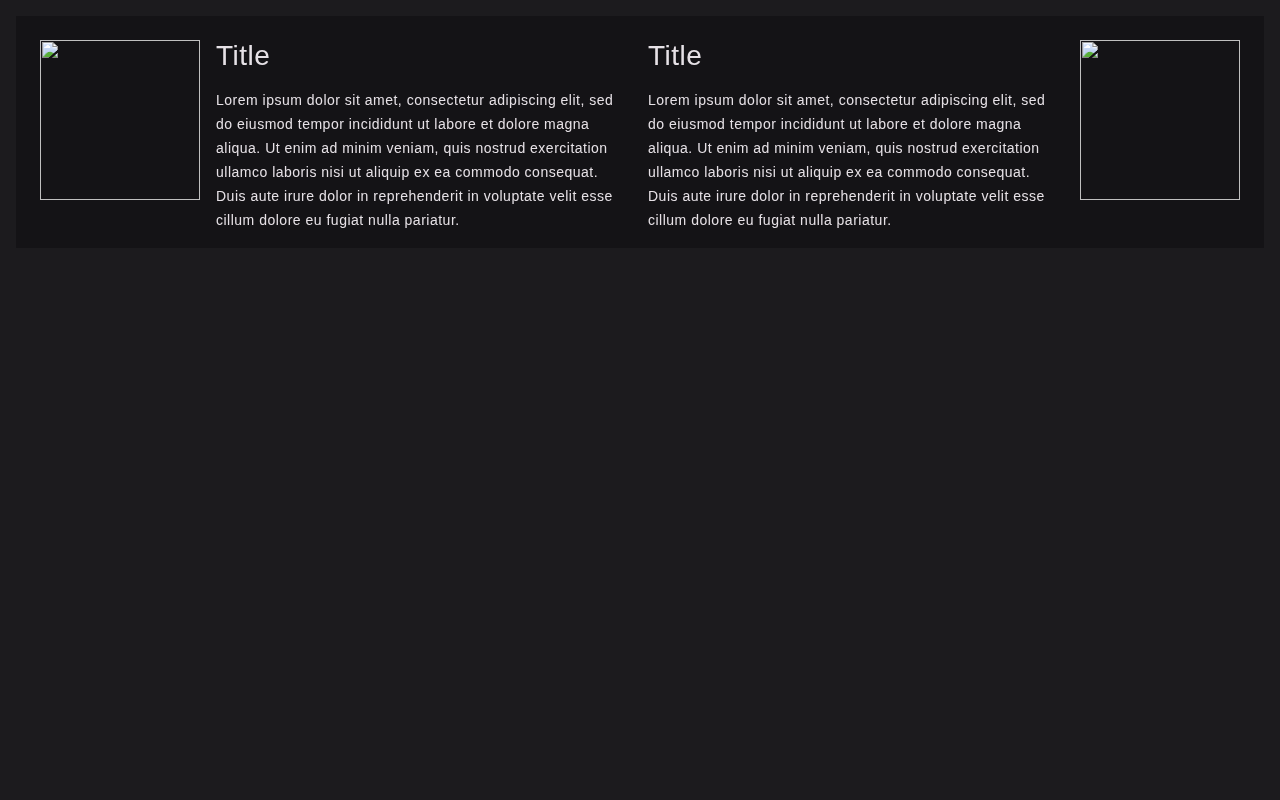 Title
Lorem ipsum dolor sit amet, consectetur adipiscing elit, sed
do eiusmod tempor incididunt ut labore et dolore magna
aliqua. Ut enim ad minim veniam, quis nostrud exercitation
ullamco laboris nisi ut aliquip ex ea commodo consequat.
Duis aute irure dolor in reprehenderit in voluptate velit esse
cillum dolore eu fugiat nulla pariatur.
Title
Lorem ipsum dolor sit amet, consectetur adipiscing elit, sed
do eiusmod tempor incididunt ut labore et dolore magna
aliqua. Ut enim ad minim veniam, quis nostrud exercitation
ullamco laboris nisi ut aliquip ex ea commodo consequat.
Duis aute irure dolor in reprehenderit in voluptate velit esse
cillum dolore eu fugiat nulla pariatur.